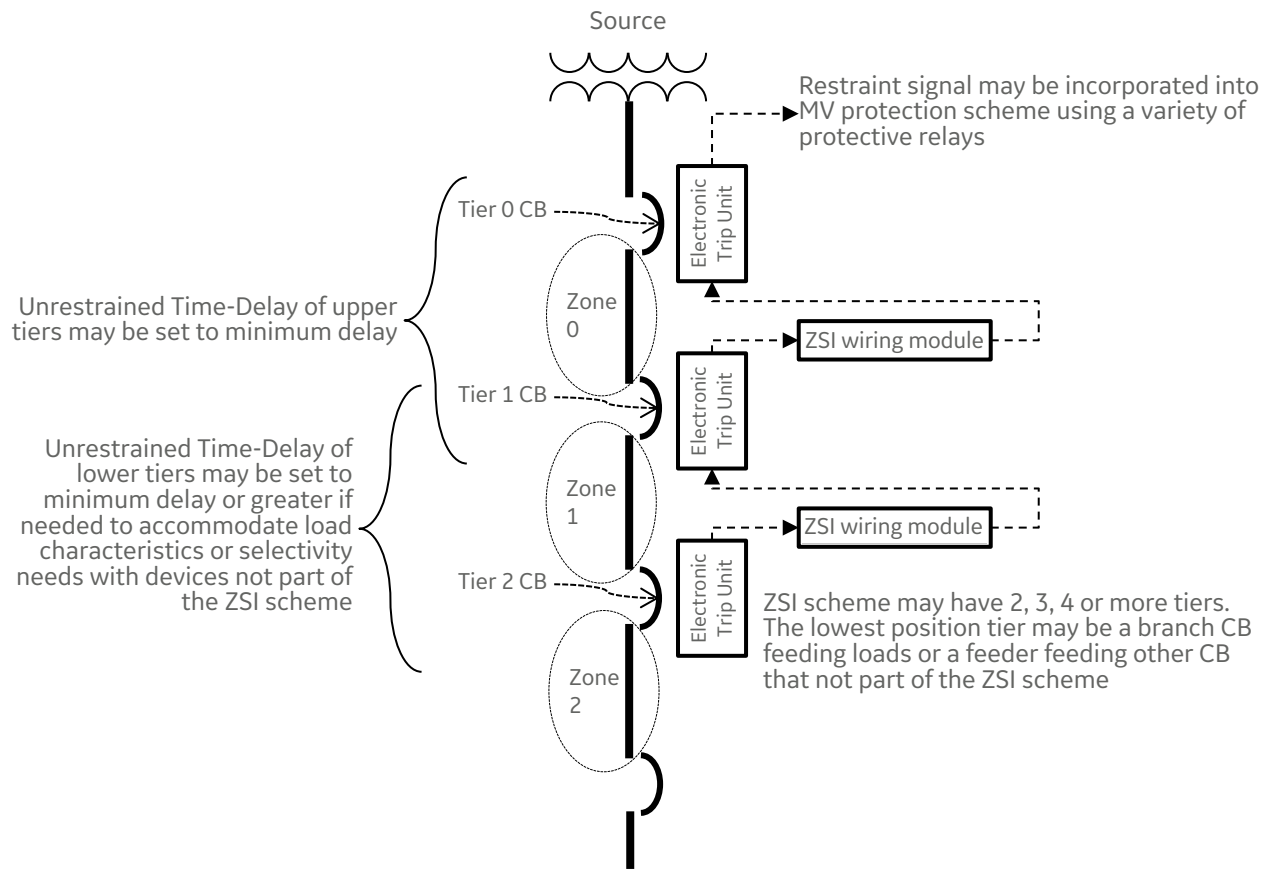 Source
Restraint signal may be incorporated into
MV protection scheme using a variety of
protective relays
Electronic
Trip Unit
Tier 0 CB
Unrestrained Time-Delay of upper
tiers may be set to minimum delay
Zone
0
ZSI wiring module
Electronic
Trip Unit
Tier 1 CB
Unrestrained Time-Delay of
lower tiers may be set to
minimum delay or greater if
needed to accommodate load
characteristics or selectivity
needs with devices not part of
the ZSI scheme
Zone
1
ZSI wiring module
Electronic
Trip Unit
Tier 2 CB
ZSI scheme may have 2, 3, 4 or more tiers.
The lowest position tier may be a branch CB
feeding loads or a feeder feeding other CB
that not part of the ZSI scheme
Zone
2